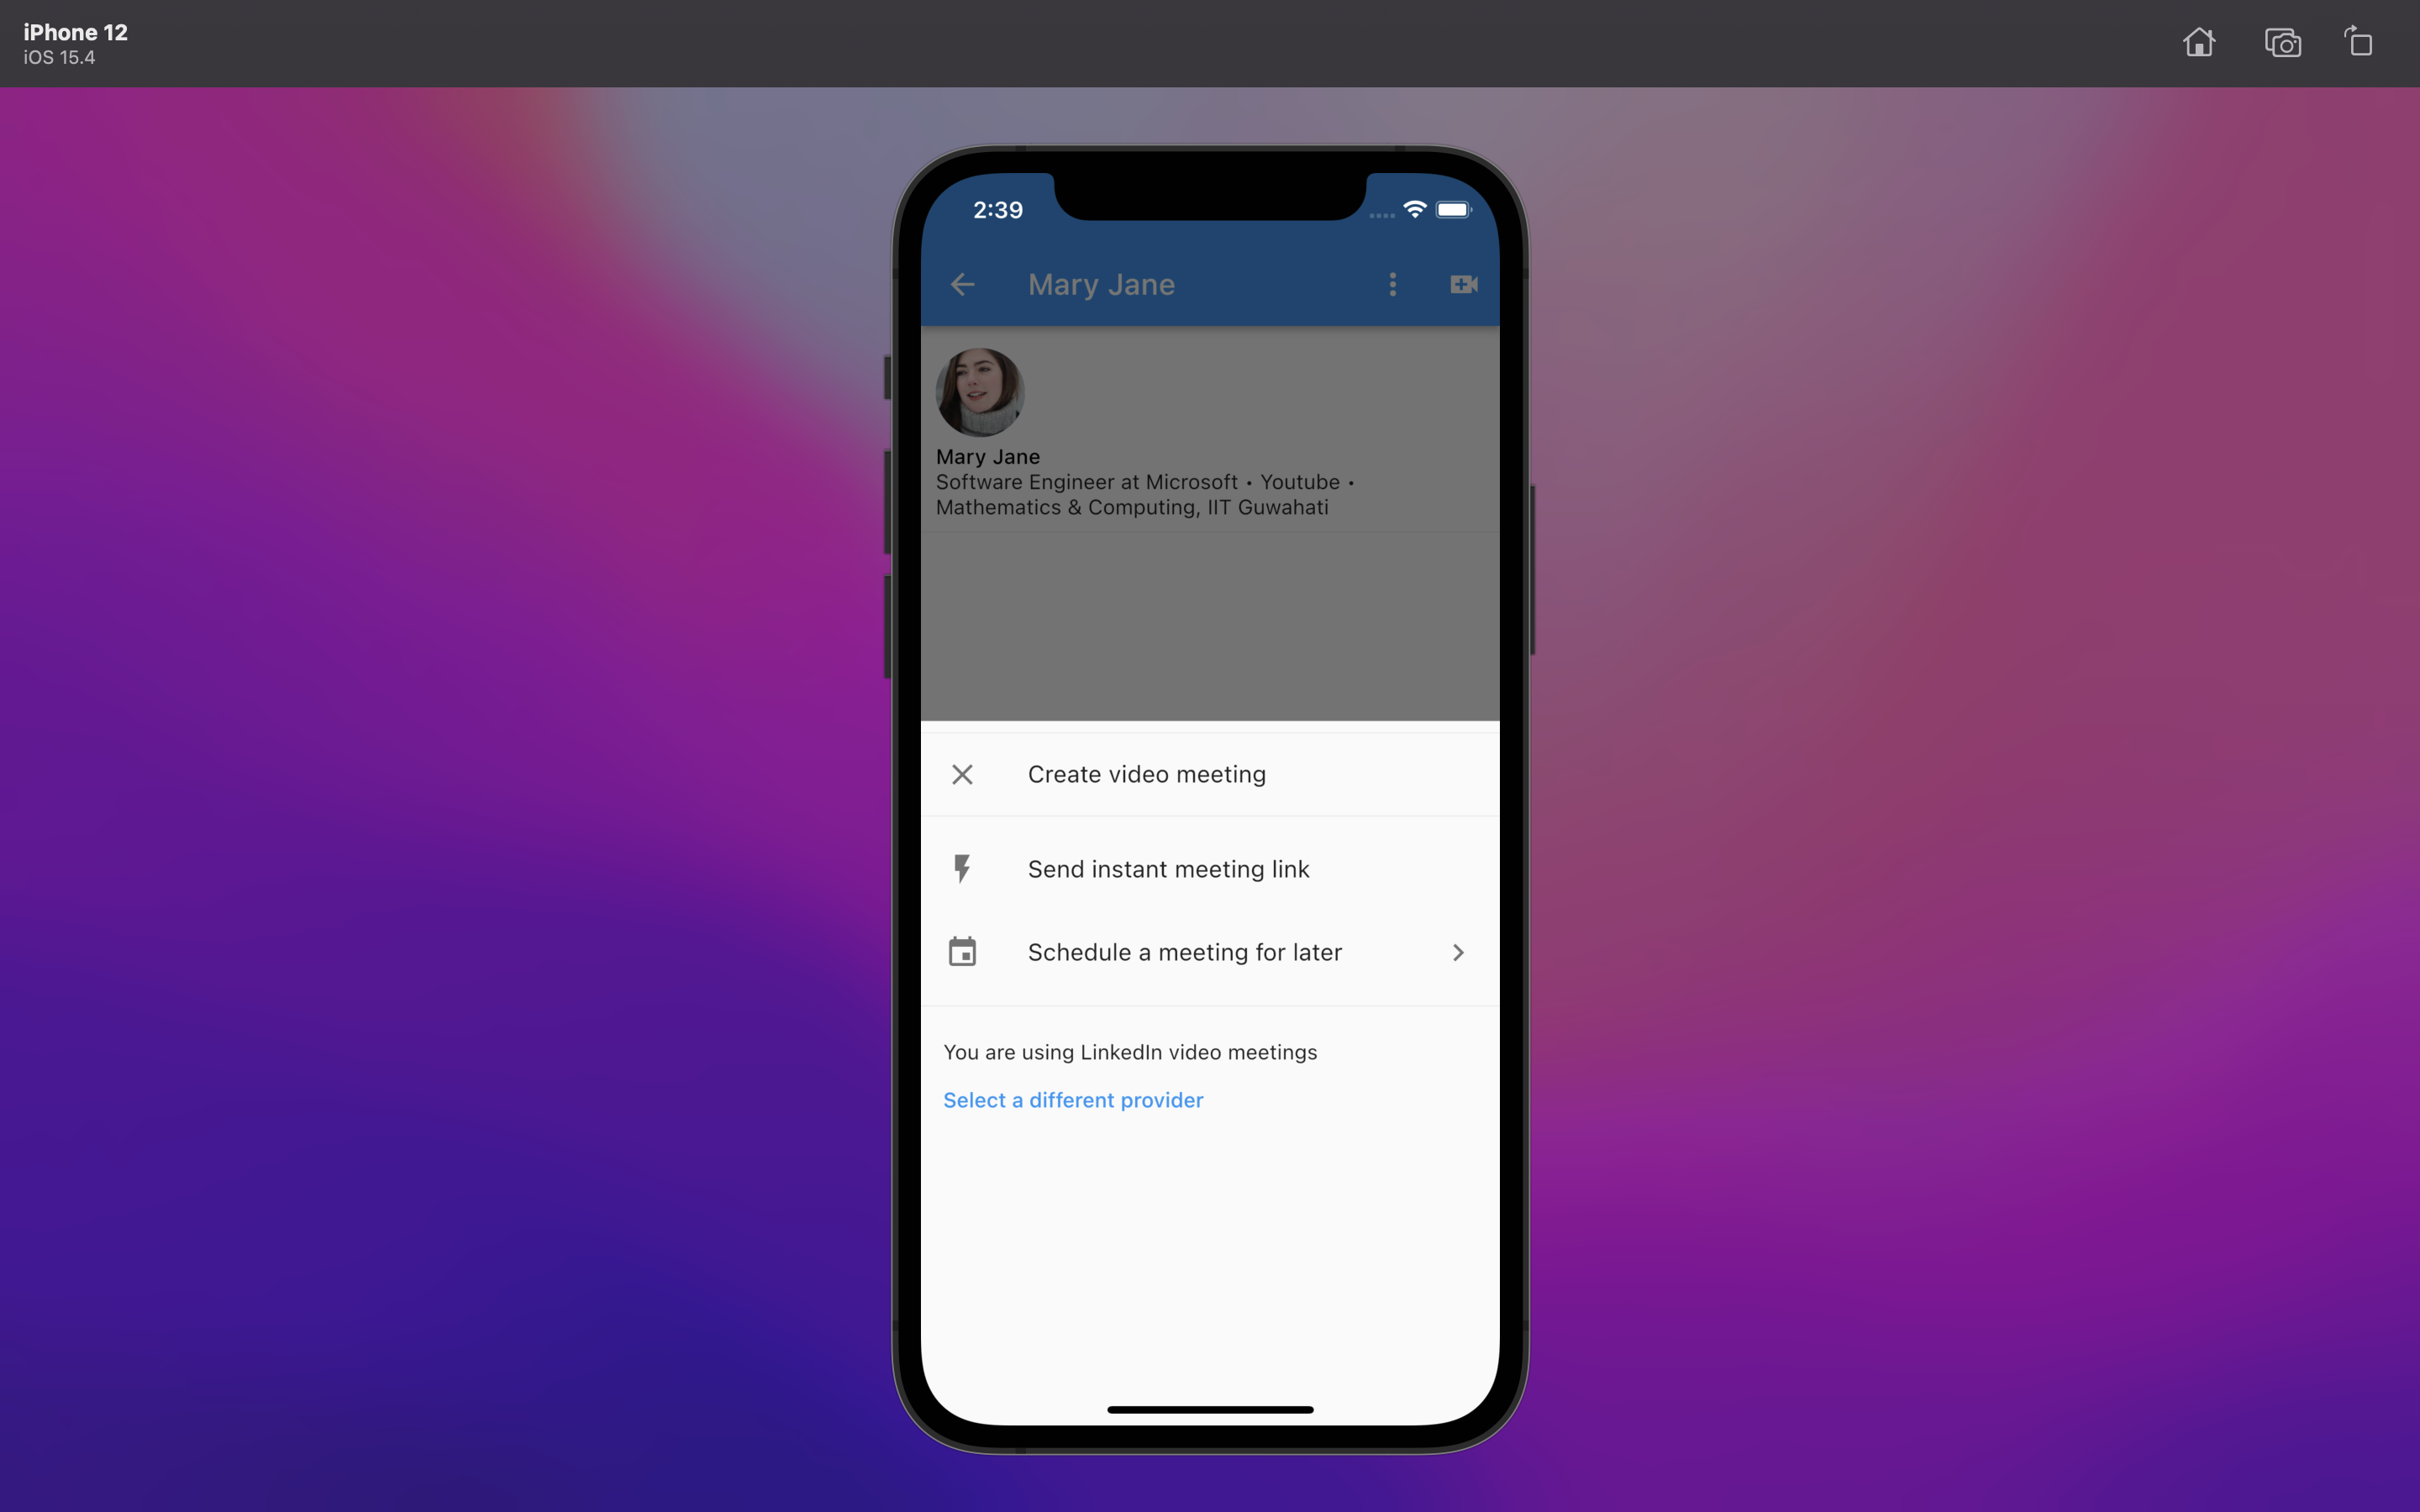 iPhone 12
iOS 15.4
2:39
Mary Jane
Mary Jane
Software Engineer at Microsoft • Youtube •
Mathematics & Computing, IIT Guwahati
Create video meeting
Send instant meeting link
Schedule a meeting for later
You are using LinkedIn video meetings
Select a different provider